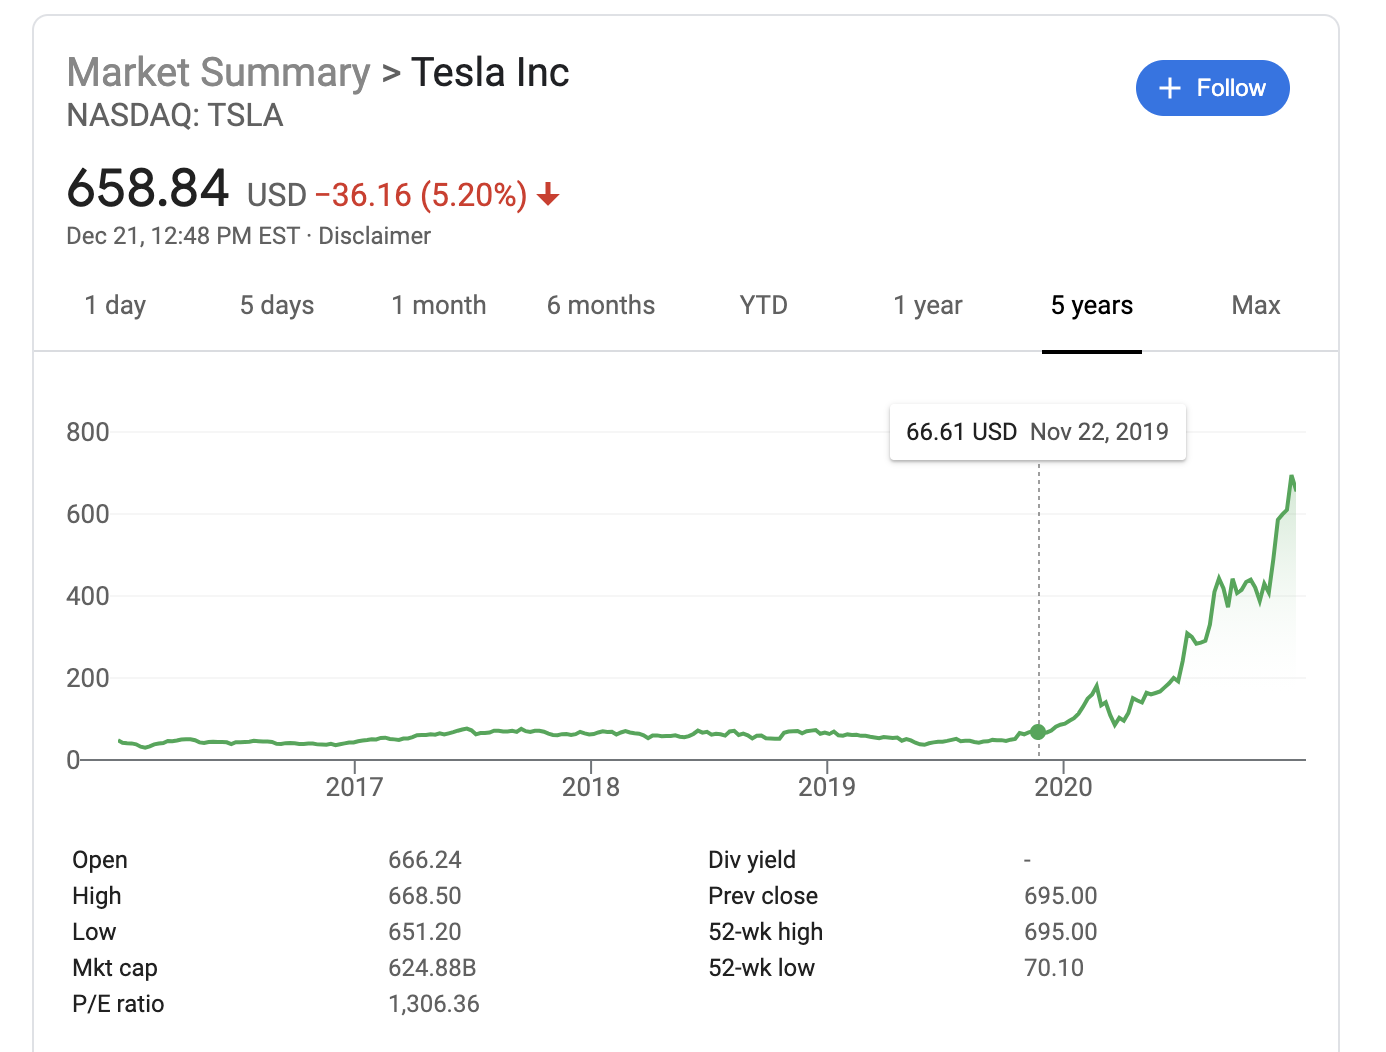 Market Summary > Tesla Inc
NASDAQ: TSLA
+ Follow
658.84 USD −36.16 (5.20%) ↓
Dec 21, 12:48 PM EST · Disclaimer
1 day 5 days 1 month 6 months YTD 1 year 5 years Max
66.61 USD Nov 22, 2019
800
600
400
200
0
2017 2018 2019 2020
Open 666.24 Div yield -
High 668.50 Prev close 695.00
Low 651.20 52-wk high 695.00
Mkt cap 624.88B 52-wk low 70.10
P/E ratio 1,306.36